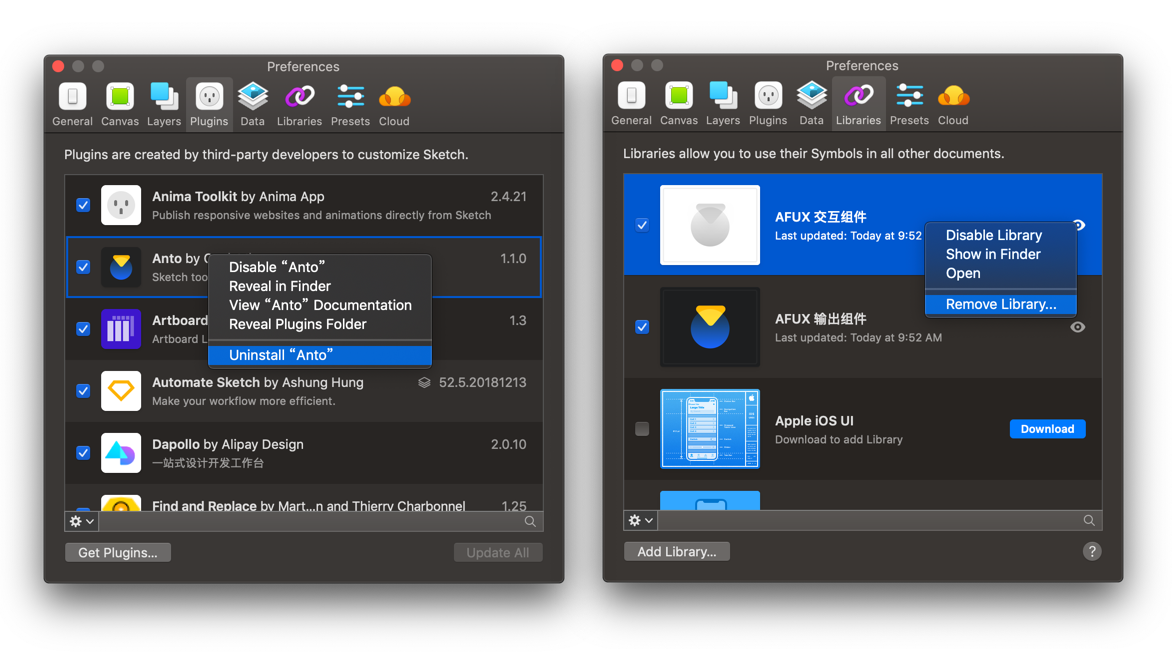 Preferences
General
Canvas
Layers
Plugins
Data
Libraries
Presets
Cloud
Plugins are created by third-party developers to customize Sketch.
Anima Toolkit by Anima App
2.4.21
Publish responsive websites and animations directly from Sketch
Anto by
1.1.0
Sketch too
Disable “Anto”
Reveal in Finder
View “Anto” Documentation
Reveal Plugins Folder
Uninstall “Anto”
Artboard
1.3
Artboard L
Automate Sketch by Ashung Hung
52.5.20181213
Make your workflow more efficient.
Dapollo by Alipay Design
2.0.10
一站式设计开发工作台
Find and Replace by Mart...n and Thierry Charbonnel
1.25
Get Plugins...
Update All
Preferences
General
Canvas
Layers
Plugins
Data
Libraries
Presets
Cloud
Libraries allow you to use their Symbols in all other documents.
AFUX 交互组件
Last updated: Today at 9:52
Disable Library
Show in Finder
Open
Remove Library...
AFUX 输出组件
Last updated: Today at 9:52 AM
Apple iOS UI
Download to add Library
Download
Add Library...
?